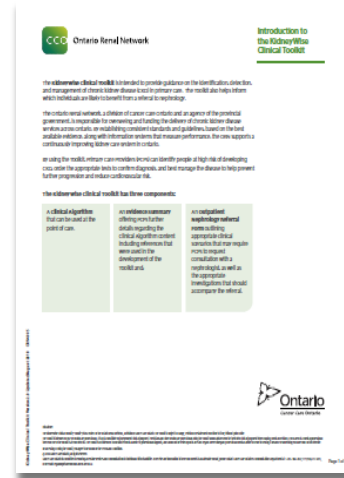 CCO Ontario Renal Network
Introduction to
the KidneyWise
Clinical Toolkit
The KidneyWise Clinical Toolkit is intended to provide guidance on the identification, detection,
and management of chronic kidney disease (CKD) in primary care. The toolkit also helps inform
which individuals are likely to benefit from a referral to nephrology.
The Ontario Renal Network, a division of Cancer Care Ontario and an agency of the provincial
government, is responsible for overseeing and funding the delivery of chronic kidney disease
services across Ontario. By establishing consistent standards and guidelines, based on the best
available evidence, along with information systems that measure performance, the ORN supports a
continuously improving kidney care system in Ontario.
By using the toolkit, Primary Care Providers (PCPs) can identify people at high risk of developing
CKD, order the appropriate tests to confirm diagnosis, and best manage the disease to help prevent
further progression and reduce cardiovascular risk.
The KidneyWise Clinical Toolkit has three components:
A clinical algorithm
that can be used at the
point of care.
An evidence summary
offering PCPs further
details regarding the
clinical algorithm content
including references that
were used in the
development of the
toolkit and.
An outpatient
nephrology referral
form outlining
appropriate clinical
scenarios that may require
PCPs to request
consultation with a
nephrologist, as well as
the appropriate
investigations that should
accompany the referral.
Ontario
Cancer Care Ontario